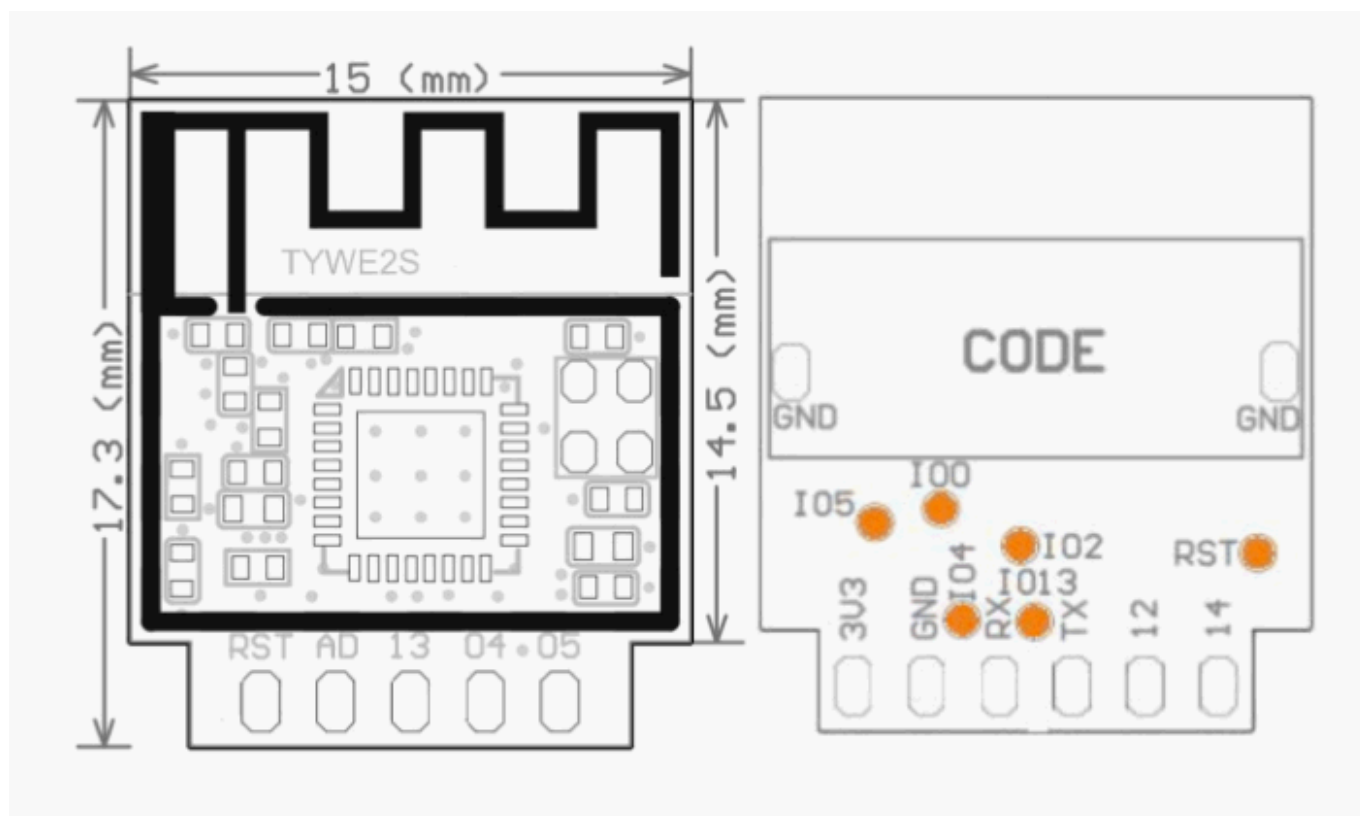 15 (mm)
17.3 (mm)
14.5 (mm)
TYWE2S
RST AD 13 04.05
CODE
GND GND
IO0
IO5
IO2
RST
IO4
IO13
3V3 GND RX TX 12 14